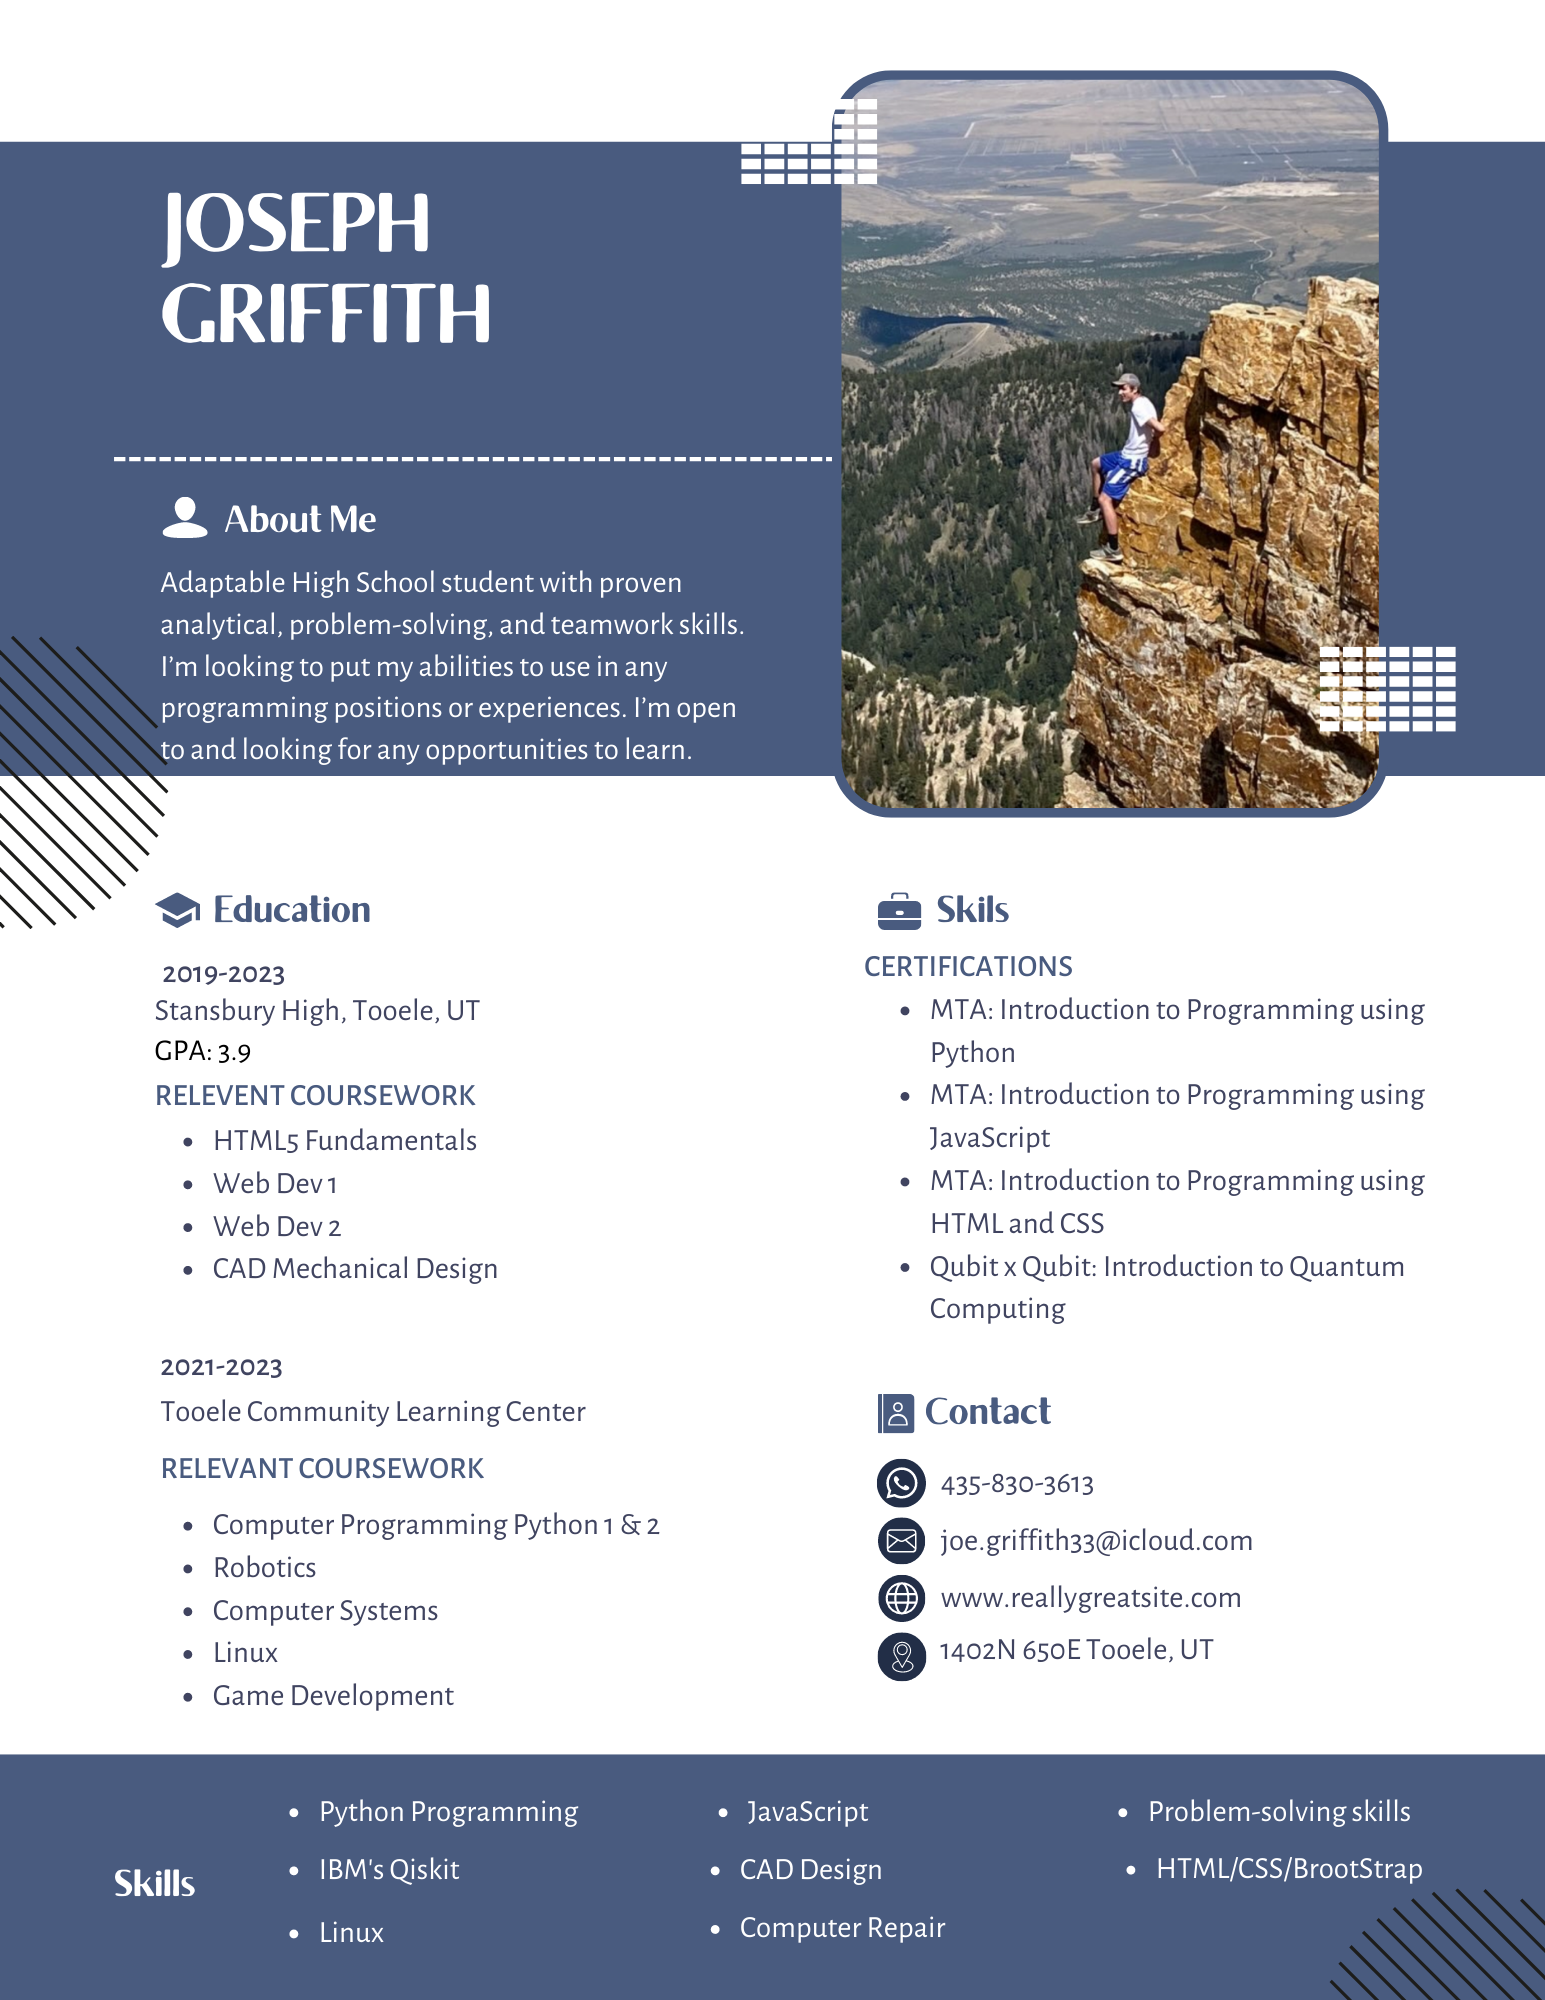 JOSEPH
GRIFFITH
About Me
Adaptable High School student with proven
analytical, problem-solving, and teamwork skills.
I’m looking to put my abilities to use in any
programming positions or experiences. I’m open
to and looking for any opportunities to learn.
Education
2019-2023
Stansbury High, Tooele, UT
GPA: 3.9
RELEVENT COURSEWORK
• HTML5 Fundamentals
• Web Dev 1
• Web Dev 2
• CAD Mechanical Design
2021-2023
Tooele Community Learning Center
RELEVANT COURSEWORK
• Computer Programming Python 1 & 2
• Robotics
• Computer Systems
• Linux
• Game Development
Skils
CERTIFICATIONS
• MTA: Introduction to Programming using
Python
• MTA: Introduction to Programming using
JavaScript
• MTA: Introduction to Programming using
HTML and CSS
• Qubit x Qubit: Introduction to Quantum
Computing
Contact
435-830-3613
joe.griffith33@icloud.com
www.reallygreatsite.com
1402N 650E Tooele, UT
Skills
• Python Programming
• IBM's Qiskit
• Linux
• JavaScript
• CAD Design
• Computer Repair
• Problem-solving skills
• HTML/CSS/BrootStrap